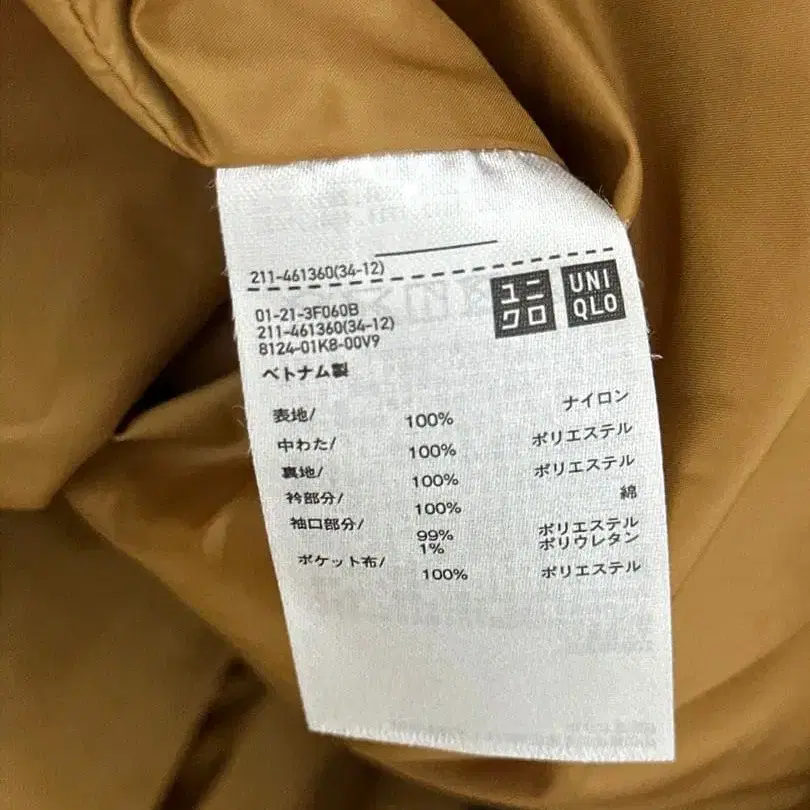 211-461360(34-12)
ユニ
クロ
UNI
QLO
01-21-3F060B
211-461360(34-12)
8124-01K8-00V9
ベトナム製
表地/ 100% ナイロン
中わた/ 100% ポリエステル
裏地/ 100% ポリエステル
衿部分/ 100% 綿
袖口部分/ 99% ポリエステル
1% ポリウレタン
ポケット布/ 100% ポリエステル